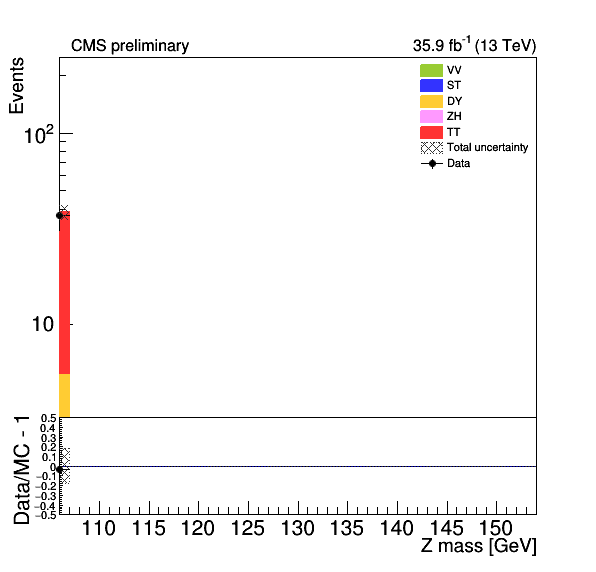 CMS preliminary
35.9 fb⁻¹ (13 TeV)
Events
10²
10
VV
ST
DY
ZH
TT
Total uncertainty
Data
Data/MC - 1
0.5
0.4
0.3
0.2
0.1
0
−0.1
−0.2
−0.3
−0.4
−0.5
110 115 120 125 130 135 140 145 150
Z mass [GeV]